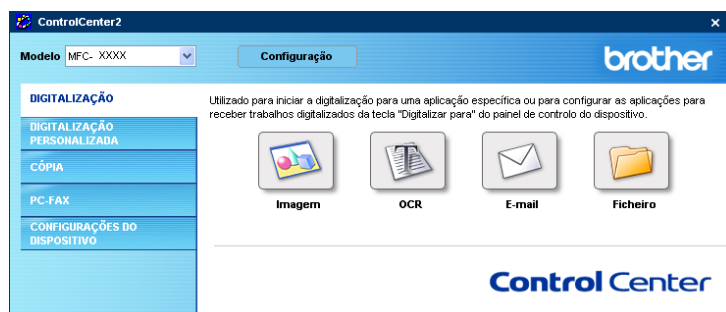 ControlCenter2
Modelo MFC- XXXX Configuração brother
DIGITALIZAÇÃO
DIGITALIZAÇÃO
PERSONALIZADA
CÓPIA
PC-FAX
CONFIGURAÇÕES DO
DISPOSITIVO
Utilizado para iniciar a digitalização para uma aplicação específica ou para configurar as aplicações para
receber trabalhos digitalizados da tecla "Digitalizar para" do painel de controlo do dispositivo.
Imagem OCR E-mail Ficheiro
Control Center